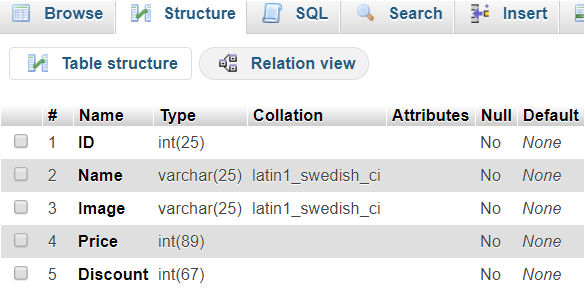 Browse Structure SQL Search Insert
Table structure Relation view
# Name Type Collation Attributes Null Default
1 ID int(25) No None
2 Name varchar(25) latin1_swedish_ci No None
3 Image varchar(25) latin1_swedish_ci No None
4 Price int(89) No None
5 Discount int(67) No None